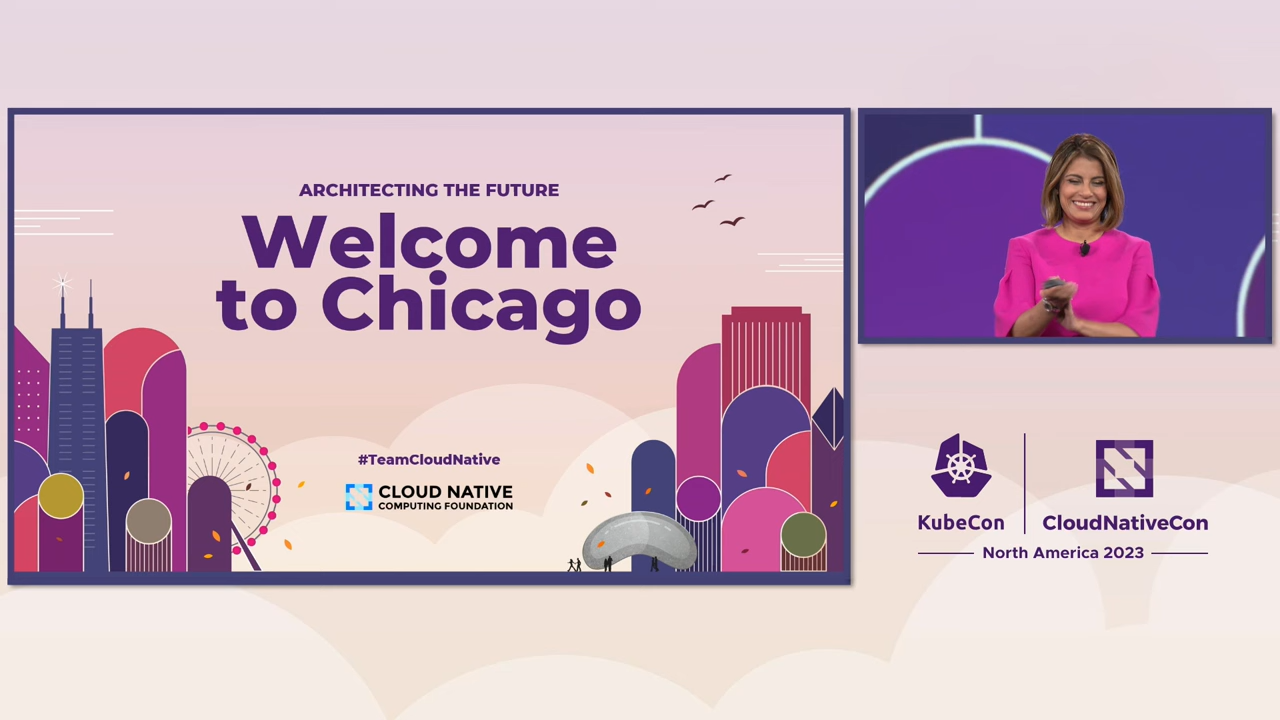 ARCHITECTING THE FUTURE
Welcome
to Chicago
#TeamCloudNative
CLOUD NATIVE
COMPUTING FOUNDATION
KubeCon
CloudNativeCon
North America 2023